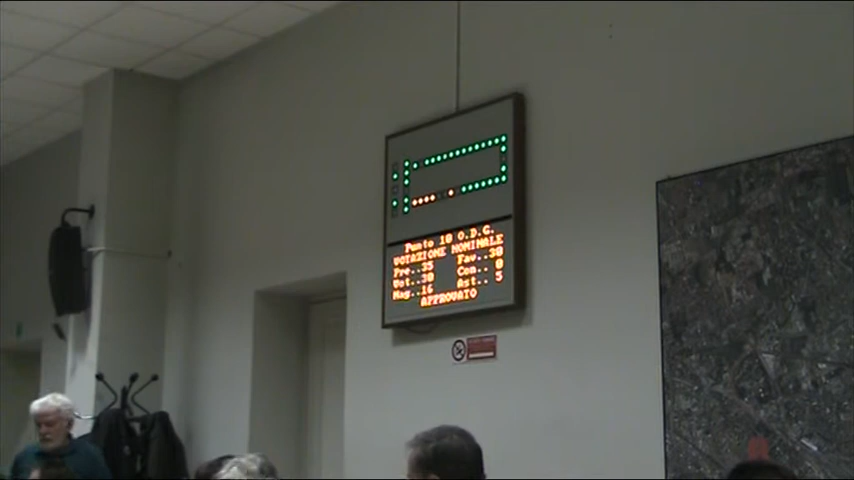 Punto 10 O.D.G.
VOTAZIONE NOMINALE
Pre..35 Fav..30
Vot..30 Con...0
Mag..16 Ast...5
APPROVATO